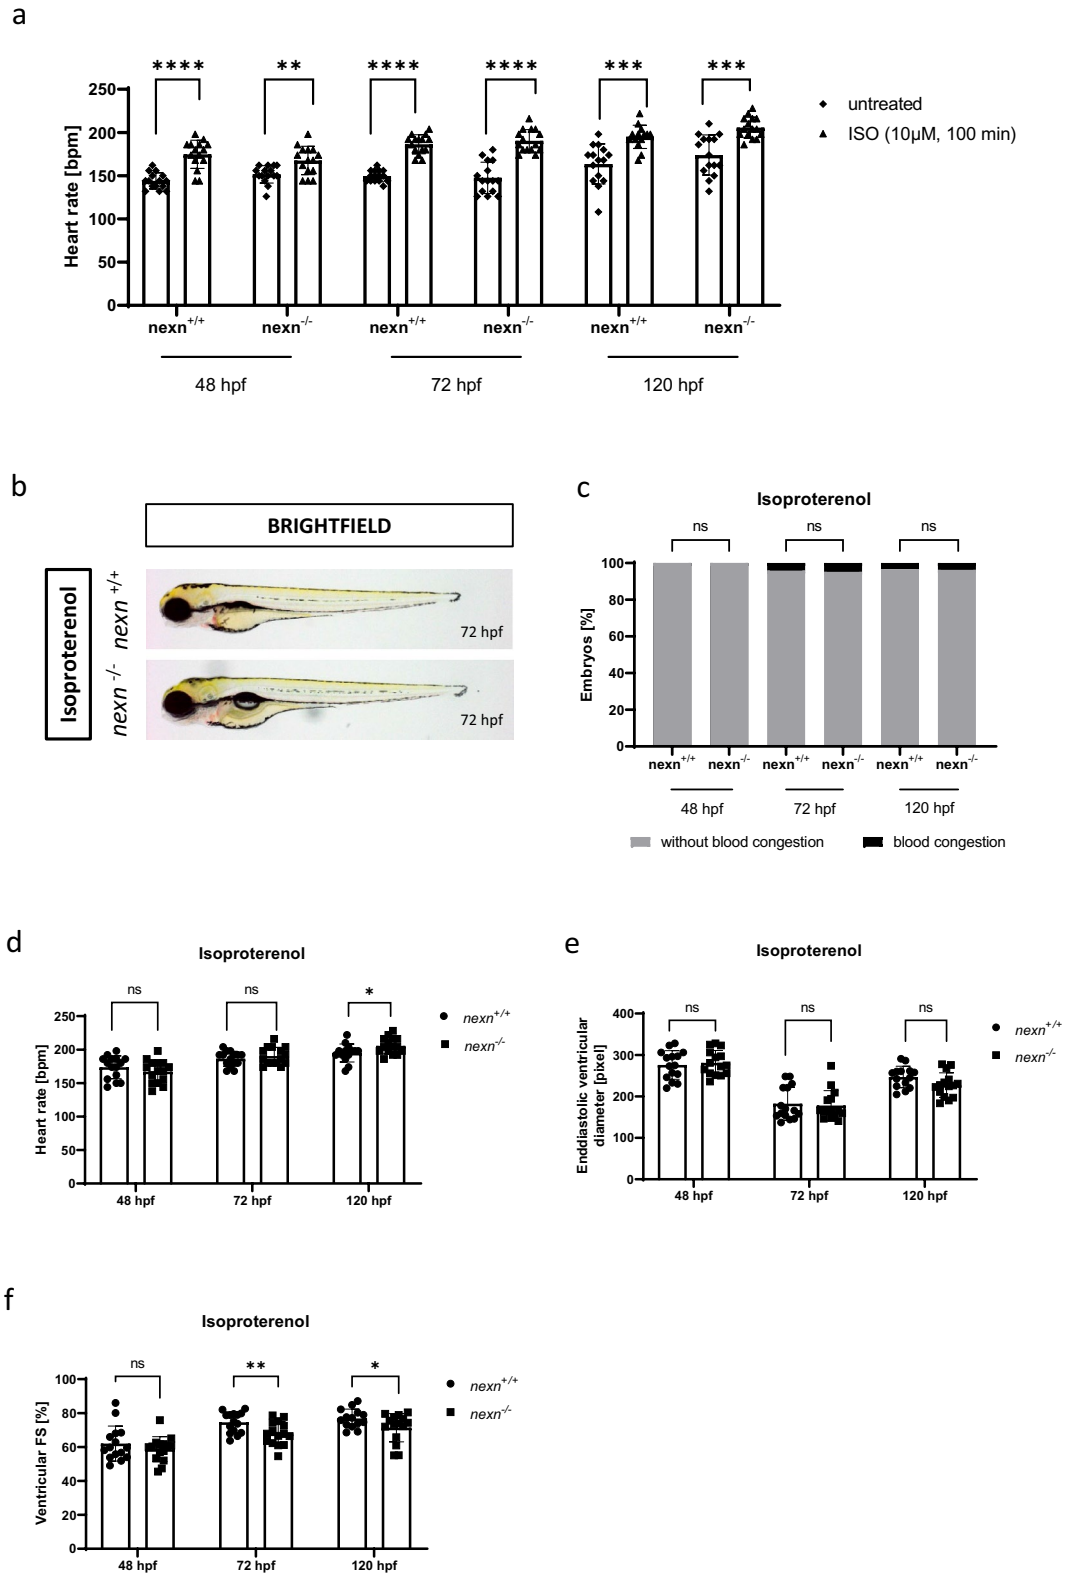 a
**** ** **** **** *** ***
250
200
150
100
50
0
Heart rate [bpm]
◆ untreated
▲ ISO (10µM, 100 min)
nexn+/+ nexn-/- nexn+/+ nexn-/- nexn+/+ nexn-/-
48 hpf 72 hpf 120 hpf
b
BRIGHTFIELD
Isoproterenol
nexn +/+
72 hpf
nexn -/-
72 hpf
c
Isoproterenol
ns ns ns
100
80
60
40
20
0
Embryos [%]
nexn+/+ nexn-/- nexn+/+ nexn-/- nexn+/+ nexn-/-
48 hpf 72 hpf 120 hpf
without blood congestion blood congestion
d
Isoproterenol
ns ns *
250
200
150
100
50
0
Heart rate [bpm]
nexn+/+
nexn-/-
48 hpf 72 hpf 120 hpf
e
Isoproterenol
ns ns ns
400
300
200
100
0
Enddiastolic ventricular
diameter [pixel]
nexn+/+
nexn-/-
48 hpf 72 hpf 120 hpf
f
Isoproterenol
ns ** *
100
80
60
40
20
0
Ventricular FS [%]
nexn+/+
nexn-/-
48 hpf 72 hpf 120 hpf